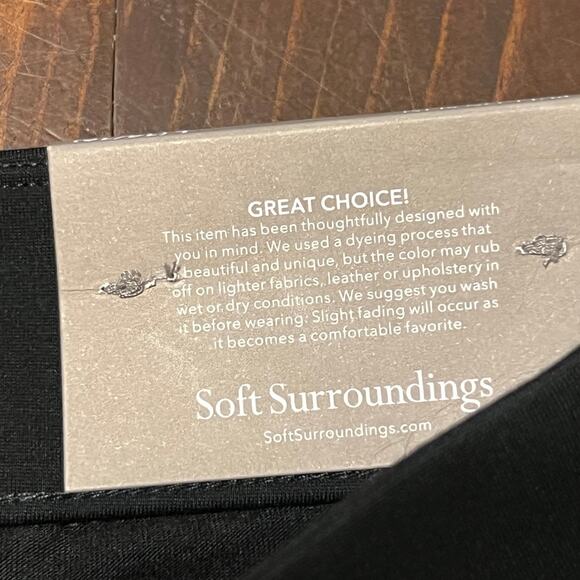 GREAT CHOICE!
This item has been thoughtfully designed with
you in mind. We used a dyeing process that
beautiful and unique, but the color may rub
off on lighter fabrics, leather or upholstery in
wet or dry conditions. We suggest you wash
it before wearing. Slight fading will occur as
it becomes a comfortable favorite.
Soft Surroundings
SoftSurroundings.com